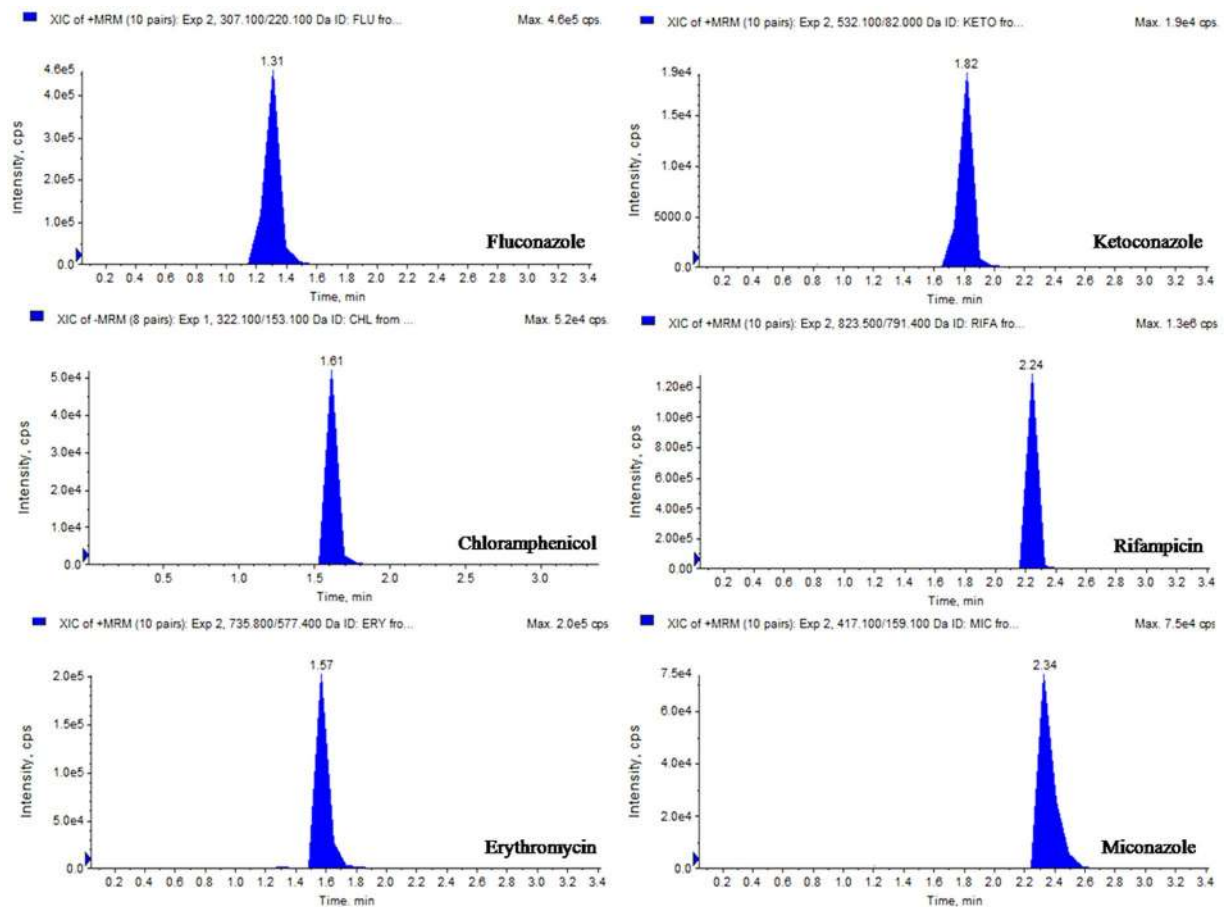 XIC of +MRM (10 pairs): Exp 2, 307.100/220.100 Da ID: FLU fro... Max. 4.6e5 cps.
1.31
4.6e5
4.0e5
3.0e5
2.0e5
1.0e5
0.0
Intensity, cps
Fluconazole
0.2 0.4 0.6 0.8 1.0 1.2 1.4 1.6 1.8 2.0 2.2 2.4 2.6 2.8 3.0 3.2 3.4
Time, min
XIC of +MRM (10 pairs): Exp 2, 532.100/82.000 Da ID: KETO fro... Max. 1.9e4 cps.
1.82
1.9e4
1.5e4
1.0e4
5000.0
0.0
Intensity, cps
Ketoconazole
0.2 0.4 0.6 0.8 1.0 1.2 1.4 1.6 1.8 2.0 2.2 2.4 2.6 2.8 3.0 3.2 3.4
Time, min
XIC of -MRM (8 pairs): Exp 1, 322.100/153.100 Da ID: CHL from ... Max. 5.2e4 cps.
1.61
5.0e4
4.0e4
3.0e4
2.0e4
1.0e4
0.0
Intensity, cps
Chloramphenicol
0.5 1.0 1.5 2.0 2.5 3.0
Time, min
XIC of +MRM (10 pairs): Exp 2, 823.500/791.400 Da ID: RIFA fro... Max. 1.3e6 cps.
2.24
1.20e6
1.00e6
8.00e5
6.00e5
4.00e5
2.00e5
0.00
Intensity, cps
Rifampicin
0.2 0.4 0.6 0.8 1.0 1.2 1.4 1.6 1.8 2.0 2.2 2.4 2.6 2.8 3.0 3.2 3.4
Time, min
XIC of +MRM (10 pairs): Exp 2, 735.800/577.400 Da ID: ERY fro... Max. 2.0e5 cps
1.57
2.0e5
1.5e5
1.0e5
5.0e4
0.0
Intensity, cps
Erythromycin
0.2 0.4 0.6 0.8 1.0 1.2 1.4 1.6 1.8 2.0 2.2 2.4 2.6 2.8 3.0 3.2 3.4
Time, min
XIC of +MRM (10 pairs): Exp 2, 417.100/159.100 Da ID: MIC fro... Max. 7.5e4 cps.
2.34
7.5e4
6.0e4
4.0e4
2.0e4
0.0
Intensity, cps
Miconazole
0.2 0.4 0.6 0.8 1.0 1.2 1.4 1.6 1.8 2.0 2.2 2.4 2.6 2.8 3.0 3.2 3.4
Time, min